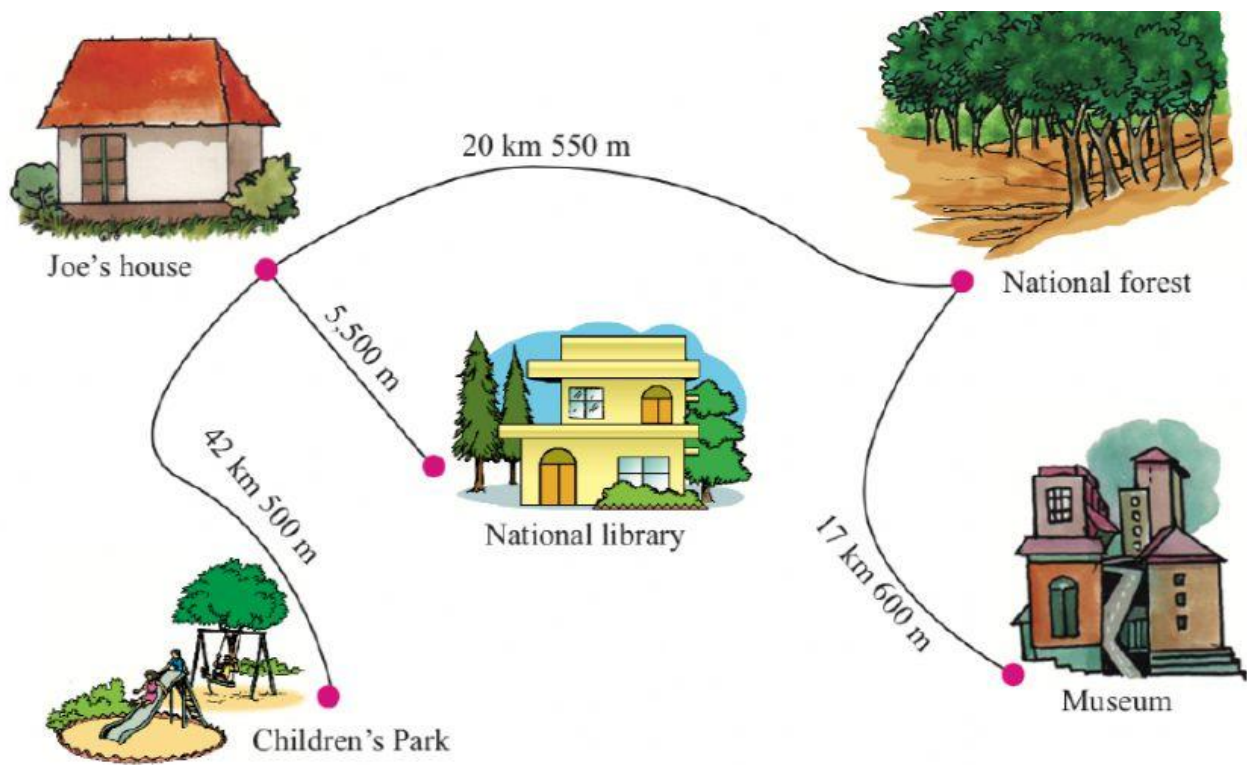 20 km 550 m
Joe's house
National forest
5,500 m
42 km 500 m
National library
17 km 600 m
Museum
Children's Park